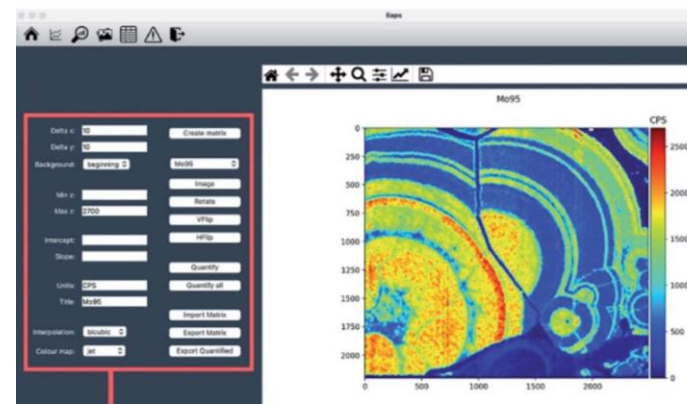 Ilaps
Mo95
CPS
Delta x: 10
Create matrix
Delta y: 10
Background: beginning
Mo95
Image
Min z:
Rotate
Max z: 2700
VFlip
HFlip
Intercept:
Slope:
Quantify
Units: CPS
Quantify all
Title: Mo95
Import Matrix
Interpolation: bicubic
Export Matrix
Colour map: jet
Export Quantified
0
250
500
750
1000
1250
1500
1750
2000
0 500 1000 1500 2000
2500
2000
1500
1000
500
0